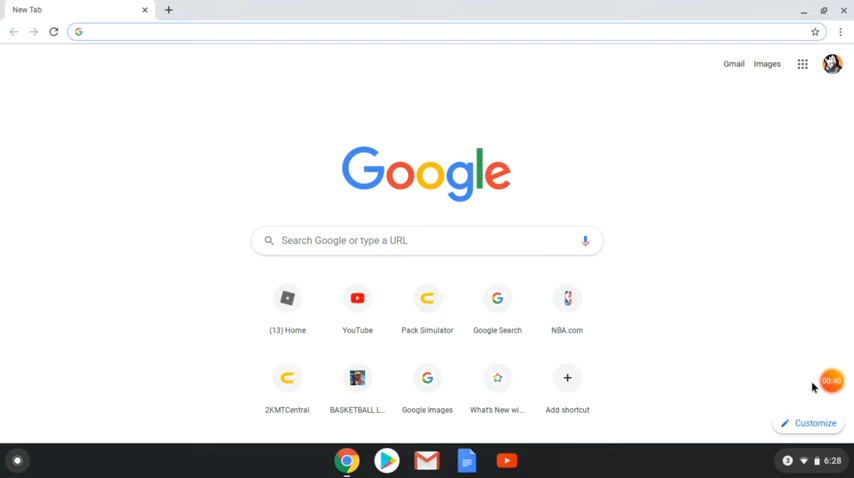 New Tab
Gmail Images
Google
Search Google or type a URL
(13) Home YouTube Pack Simulator Google Search NBA.com
2KMTCentral BASKETBALL L... Google Images What's New wi... Add shortcut
00:40
Customize
3 6:28